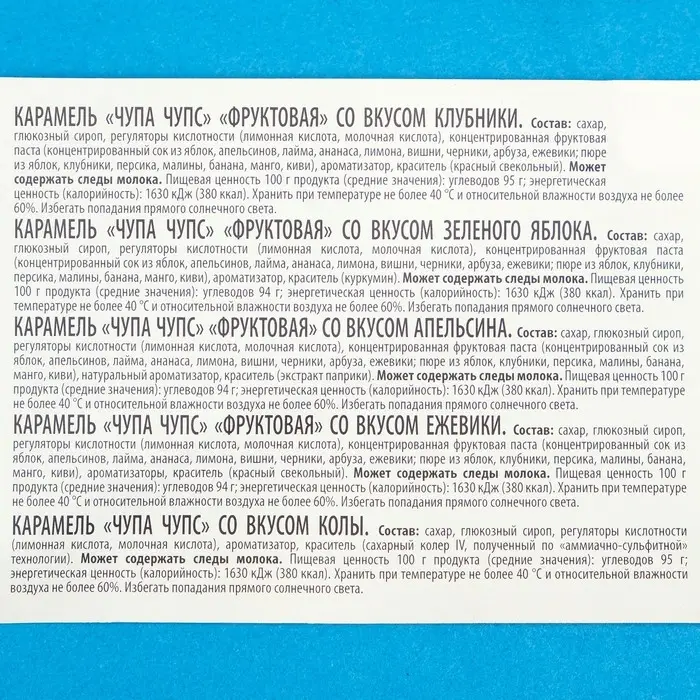 КАРАМЕЛЬ «ЧУПА ЧУПС» «ФРУКТОВАЯ» СО ВКУСОМ КЛУБНИКИ. Состав: сахар,
глюкозный сироп, регуляторы кислотности (лимонная кислота, молочная кислота), концентрированная фруктовая
паста (концентрированный сок из яблок, апельсинов, лайма, ананаса, лимона, вишни, черники, арбуза, ежевики; пюре
из яблок, клубники, персика, малины, банана, манго, киви), ароматизатор, краситель (красный свекольный). Может
содержать следы молока. Пищевая ценность 100 г продукта (средние значения): углеводов 95 г; энергетическая
ценность (калорийность): 1630 кДж (380 ккал). Хранить при температуре не более 40 °С и относительной влажности воздуха не более
60%. Избегать попадания прямого солнечного света.
КАРАМЕЛЬ «ЧУПА ЧУПС» «ФРУКТОВАЯ» СО ВКУСОМ ЗЕЛЕНОГО ЯБЛОКА. Состав: сахар,
глюкозный сироп, регуляторы кислотности (лимонная кислота, молочная кислота), концентрированная фруктовая паста
(концентрированный сок из яблок, апельсинов, лайма, ананаса, лимона, вишни, черники, арбуза, ежевики; пюре из яблок, клубники,
персика, малины, банана, манго, киви), ароматизатор, краситель (куркумин). Может содержать следы молока. Пищевая ценность
100 г продукта (средние значения): углеводов 94 г; энергетическая ценность (калорийность): 1630 кДж (380 ккал). Хранить при
температуре не более 40 °С и относительной влажности воздуха не более 60%. Избегать попадания прямого солнечного света.
КАРАМЕЛЬ «ЧУПА ЧУПС» «ФРУКТОВАЯ» СО ВКУСОМ АПЕЛЬСИНА. Состав: сахар, глюкозный сироп,
регуляторы кислотности (лимонная кислота, молочная кислота), концентрированная фруктовая паста (концентрированный сок из
яблок, апельсинов, лайма, ананаса, лимона, вишни, черники, арбуза, ежевики; пюре из яблок, клубники, персика, малины, банана,
манго, киви), натуральный ароматизатор, краситель (экстракт паприки). Может содержать следы молока. Пищевая ценность 100 г
продукта (средние значения): углеводов 94 г; энергетическая ценность (калорийность): 1630 кДж (380 ккал). Хранить при температуре
не более 40 °С и относительной влажности воздуха не более 60%. Избегать попадания прямого солнечного света.
КАРАМЕЛЬ «ЧУПА ЧУПС» «ФРУКТОВАЯ» СО ВКУСОМ ЕЖЕВИКИ. Состав: сахар, глюкозный сироп,
регуляторы кислотности (лимонная кислота, молочная кислота), концентрированная фруктовая паста (концентрированный сок из
яблок, апельсинов, лайма, ананаса, лимона, вишни, черники, арбуза, ежевики; пюре из яблок, клубники, персика, малины, банана,
манго, киви), ароматизаторы, краситель (красный свекольный). Может содержать следы молока. Пищевая ценность 100 г
продукта (средние значения): углеводов 94 г; энергетическая ценность (калорийность): 1630 кДж (380 ккал). Хранить при температуре
не более 40 °С и относительной влажности воздуха не более 60%. Избегать попадания прямого солнечного света.
КАРАМЕЛЬ «ЧУПА ЧУПС» СО ВКУСОМ КОЛЫ. Состав: сахар, глюкозный сироп, регуляторы кислотности
(лимонная кислота, молочная кислота), ароматизатор, краситель (сахарный колер IV, полученный по «аммиачно-сульфитной»
технологии). Может содержать следы молока. Пищевая ценность 100 г продукта (средние значения): углеводов 95 г;
энергетическая ценность (калорийность): 1630 кДж (380 ккал). Хранить при температуре не более 40 °С и относительной влажности
воздуха не более 60%. Избегать попадания прямого солнечного света.